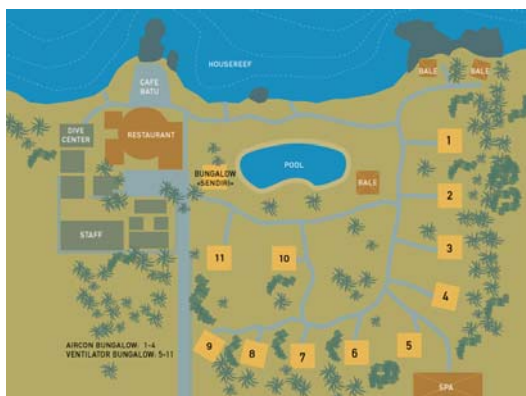 HOUSEREEF
CAFE
BATU
BALE
BALE
DIVE
CENTER
RESTAURANT
1
BUNGALOW
«SENDIRI»
POOL
BALE
2
STAFF
11
10
3
4
AIRCON BUNGALOW: 1-4
VENTILATOR BUNGALOW: 5-11
9
8
7
6
5
SPA